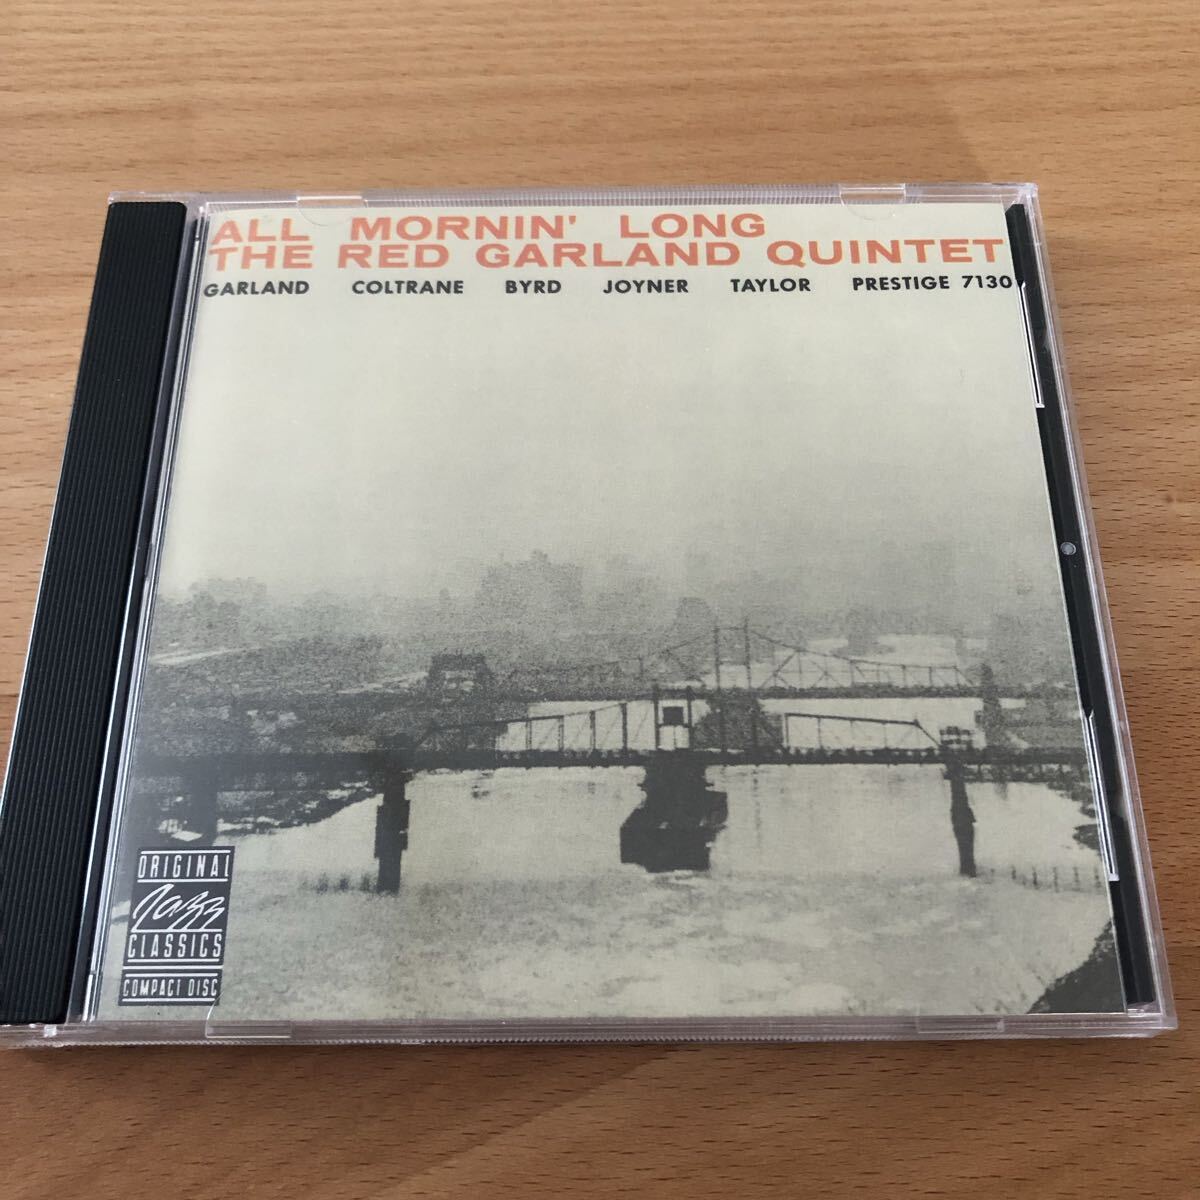 ALL MORNIN' LONG
THE RED GARLAND QUINTET
GARLAND COLTRANE BYRD JOYNER TAYLOR PRESTIGE 7130
ORIGINAL
Jazz
CLASSICS
COMPACT DISC